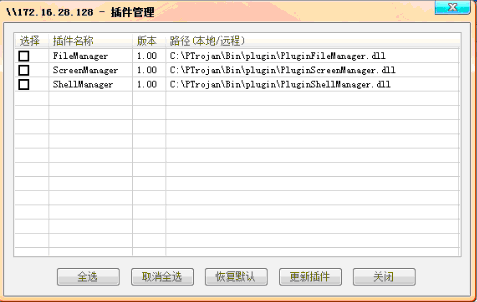 \\172.16.28.128 - 插件管理
选择 插件名称 版本 路径(本地/远程)
FileManager 1.00 C:\PTrojan\Bin\plugin\PluginFileManager.dll
ScreenManager 1.00 C:\PTrojan\Bin\plugin\PluginScreenManager.dll
ShellManager 1.00 C:\PTrojan\Bin\plugin\PluginShellManager.dll
全选 取消全选 恢复默认 更新插件 关闭